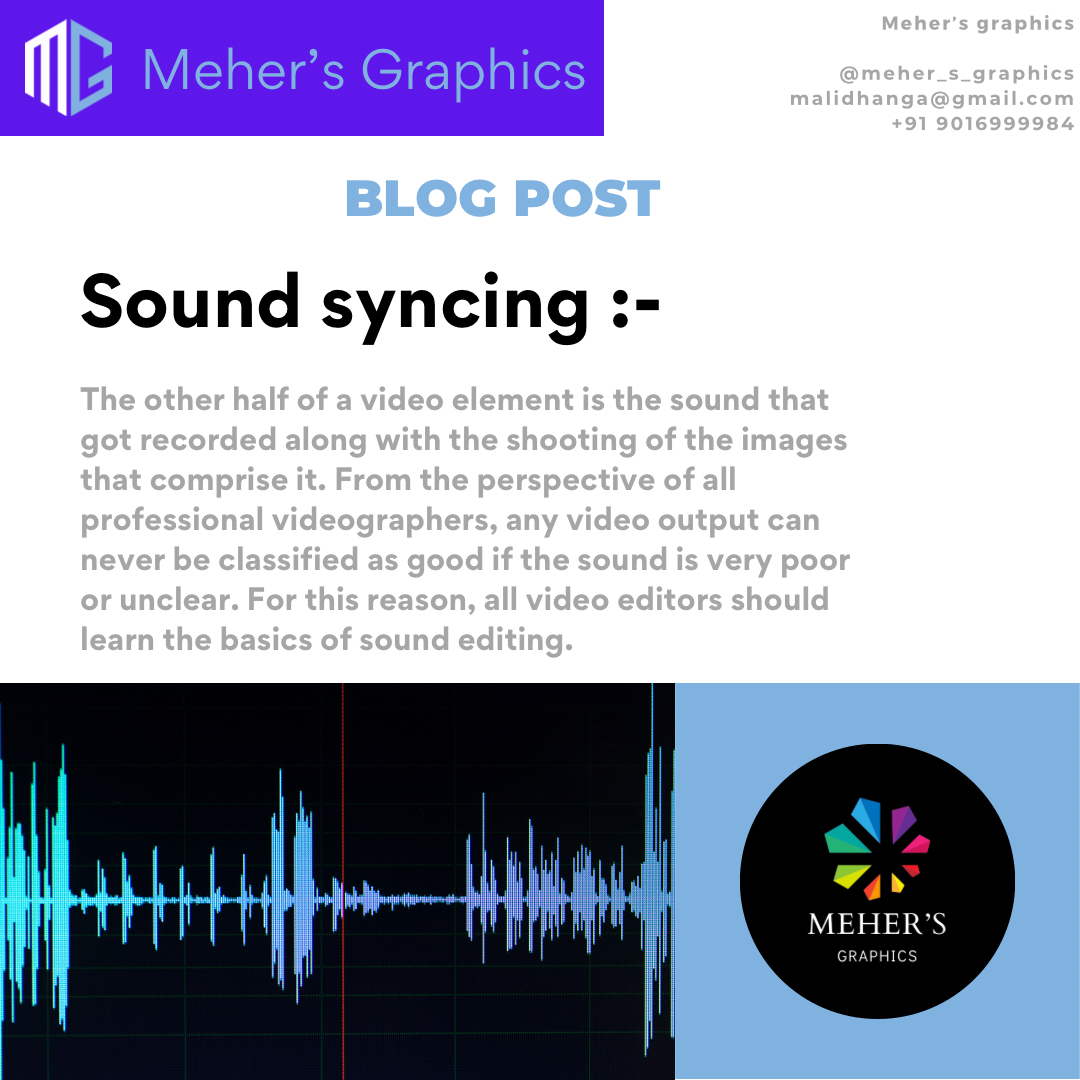 MG Meher's Graphics
Meher's graphics
@meher_s_graphics
malidhanga@gmail.com
+91 9016999984
BLOG POST
Sound syncing :-
The other half of a video element is the sound that
got recorded along with the shooting of the images
that comprise it. From the perspective of all
professional videographers, any video output can
never be classified as good if the sound is very poor
or unclear. For this reason, all video editors should
learn the basics of sound editing.
MEHER'S
GRAPHICS